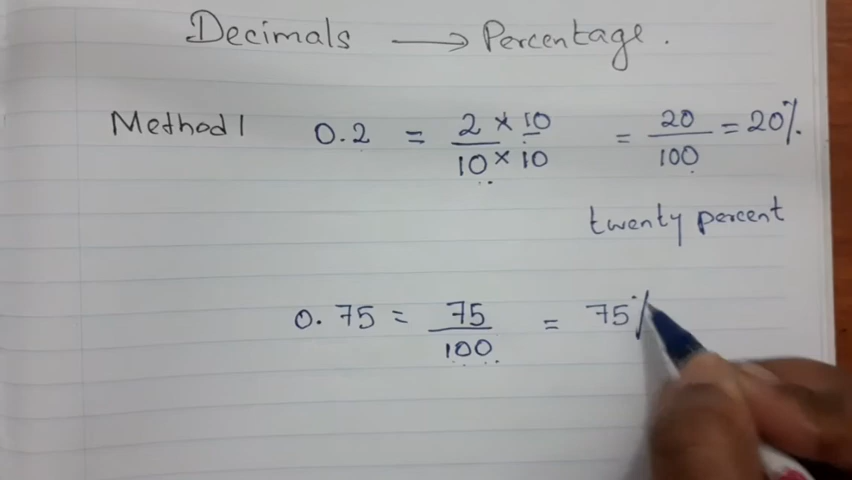 Decimals → Percentage.
Method 1 0.2 = 2 × 10 / 10 × 10 = 20 / 100 = 20%
twenty percent
0.75 = 75 / 100 = 75%